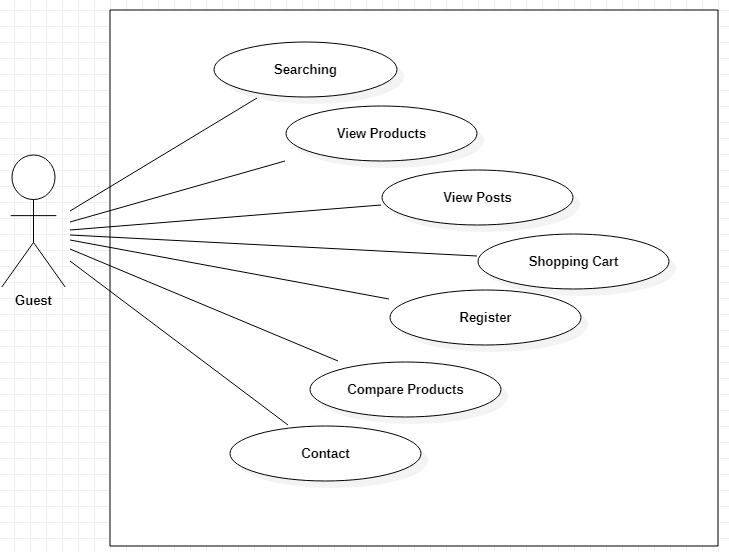 Searching
View Products
View Posts
Shopping Cart
Register
Compare Products
Contact
Guest